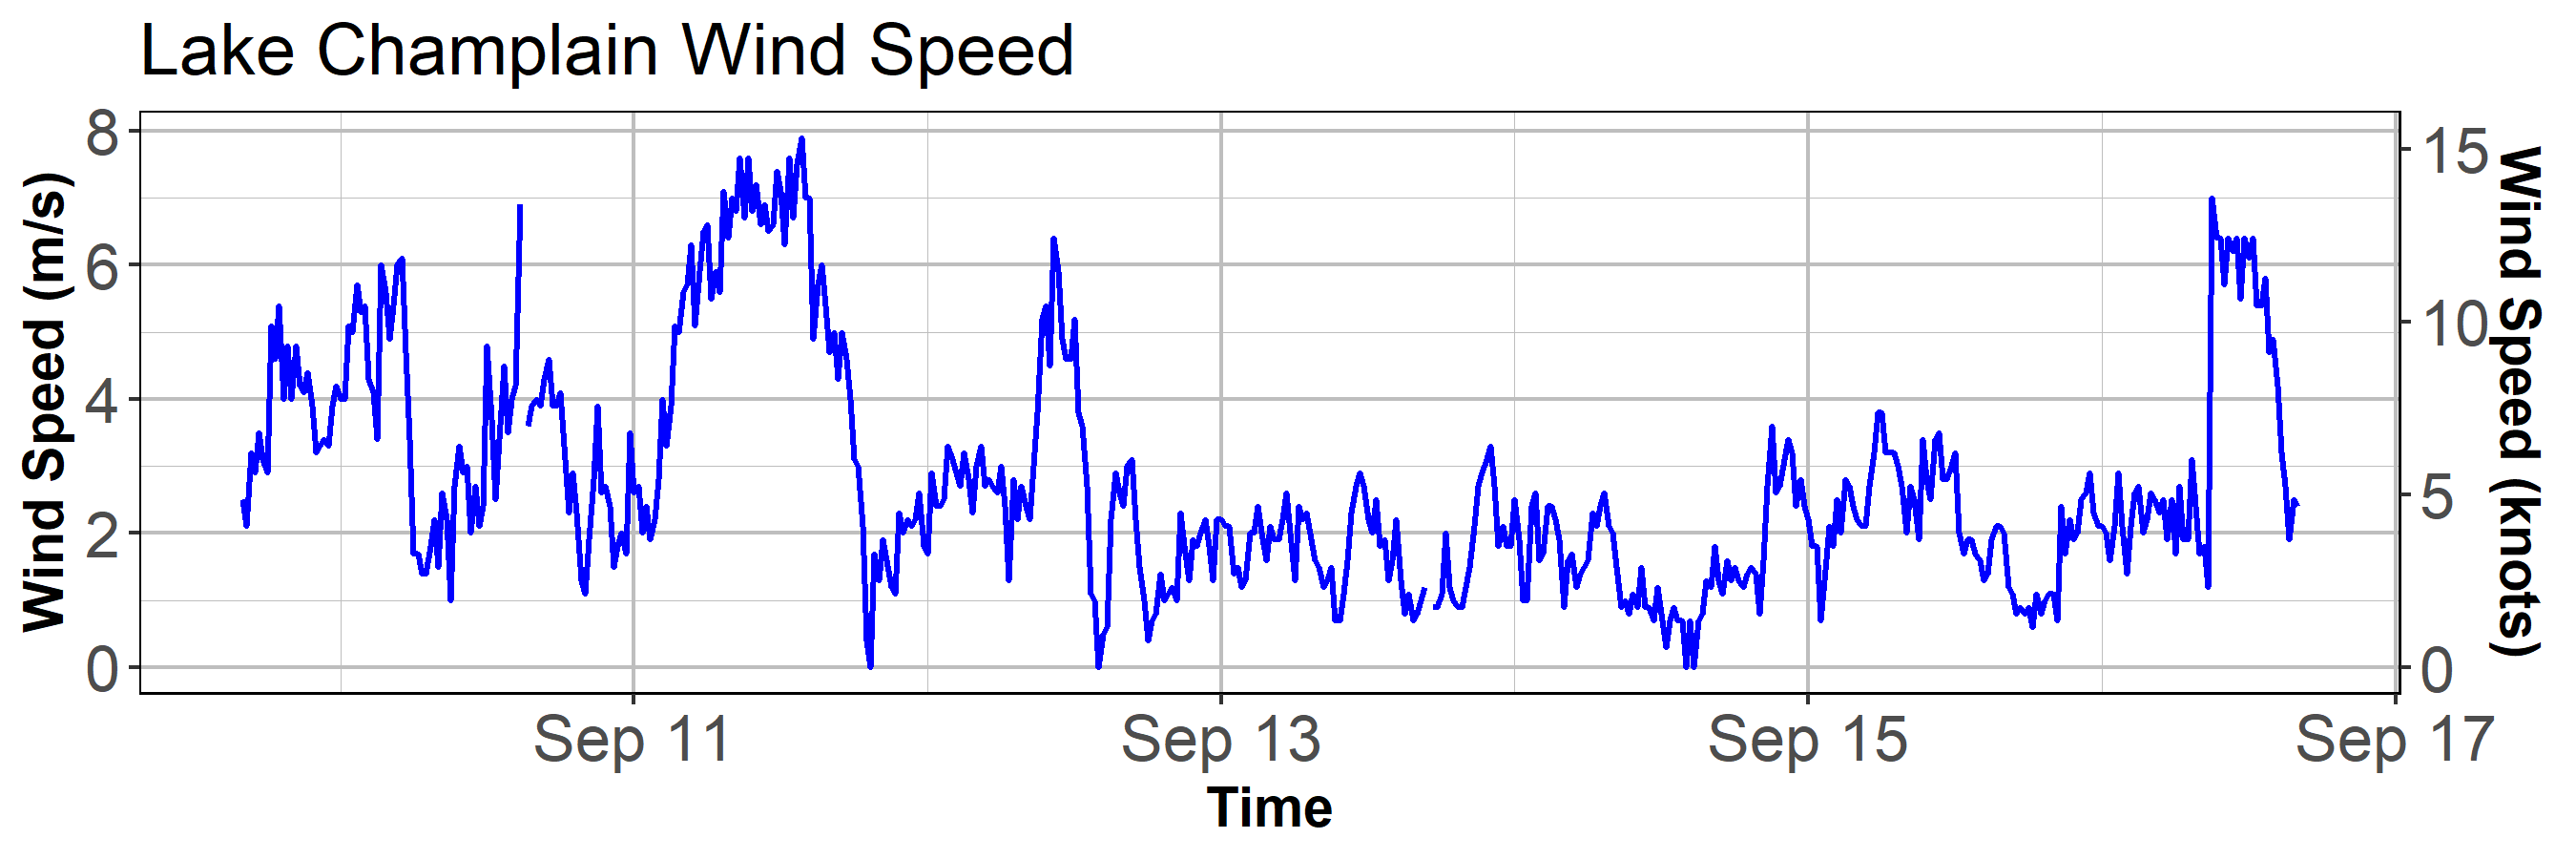 Lake Champlain Wind Speed
Wind Speed (m/s)
8
6
4
2
0
15
10
5
0
Wind Speed (knots)
Sep 11 Sep 13 Sep 15 Sep 17
Time